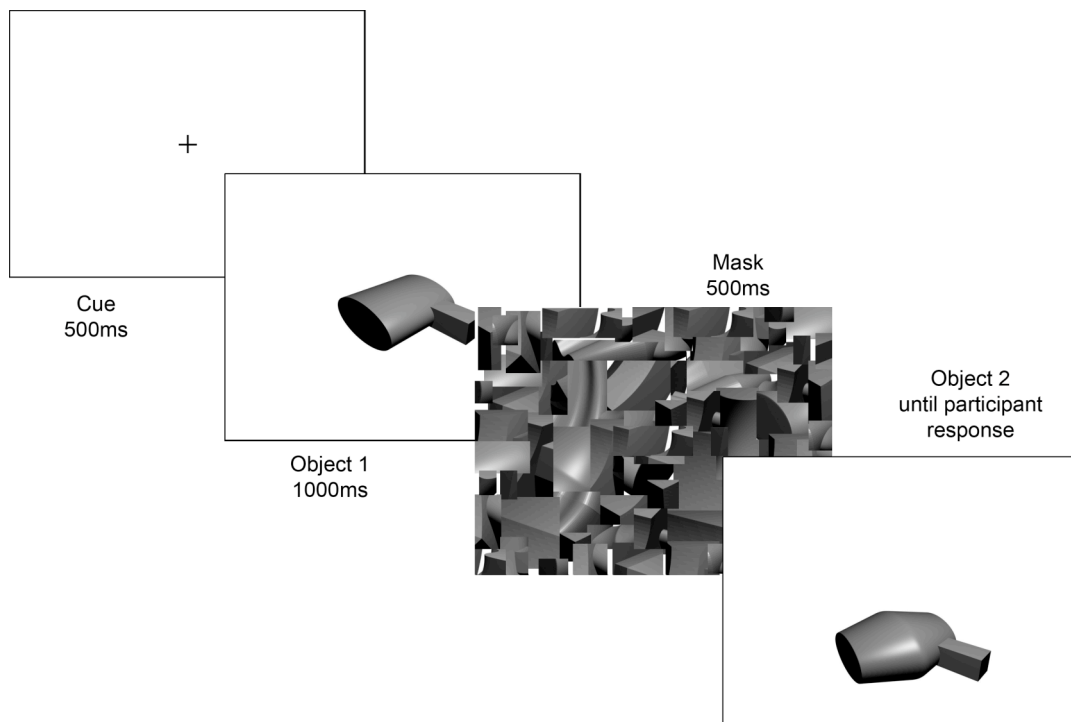 Cue
500ms
Object 1
1000ms
Mask
500ms
Object 2
until participant
response